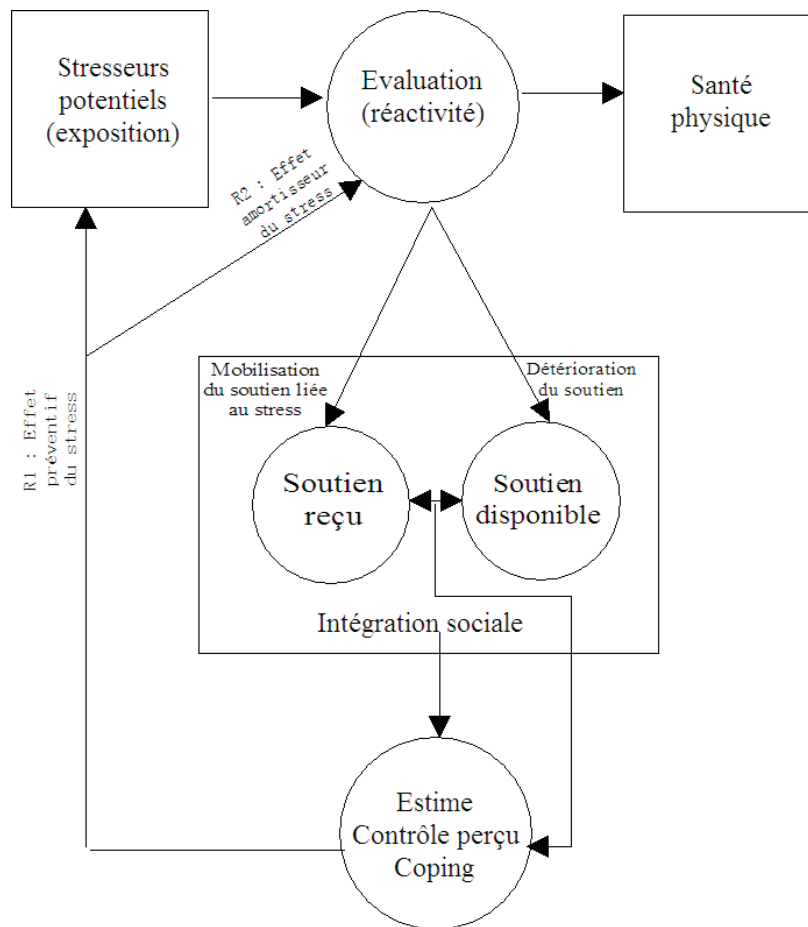 Stresseurs
potentiels
(exposition)
Evaluation
(réactivité)
Santé
physique
R2 : Effet
amortisseur
du stress
R1 : Effet
préventif
du stress
Mobilisation
du soutien liée
au stress
Détérioration
du soutien
Soutien
reçu
Soutien
disponible
Intégration sociale
Estime
Contrôle perçu
Coping